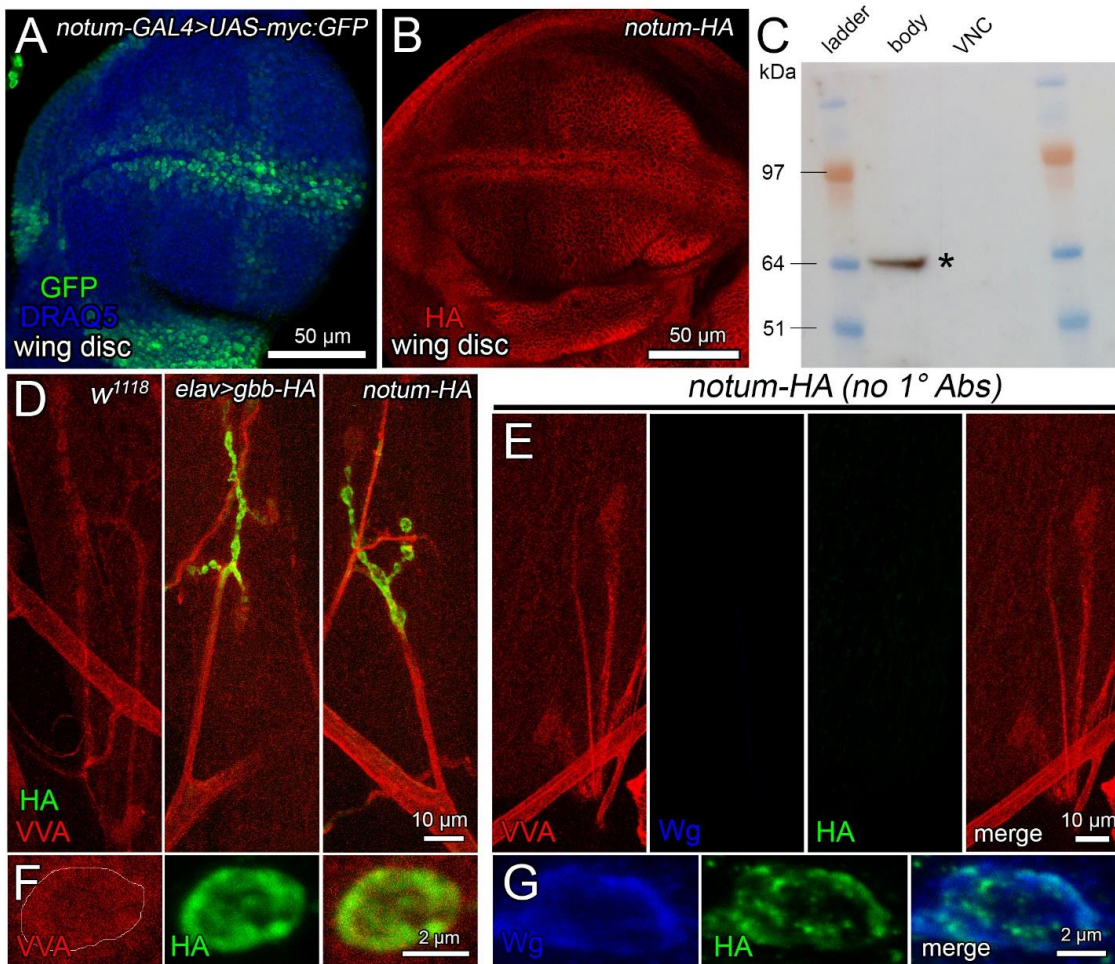 A
notum-GAL4>UAS-myc:GFP
GFP
DRAQ5
wing disc
50 µm
B
notum-HA
HA
wing disc
50 µm
C
ladder
body
VNC
kDa
97
64
*
51
D
w1118
elav>gbb-HA
notum-HA
HA
VVA
10 µm
notum-HA (no 1° Abs)
E
VVA
Wg
HA
merge
10 µm
F
VVA
HA
2 µm
G
Wg
HA
merge
2 µm